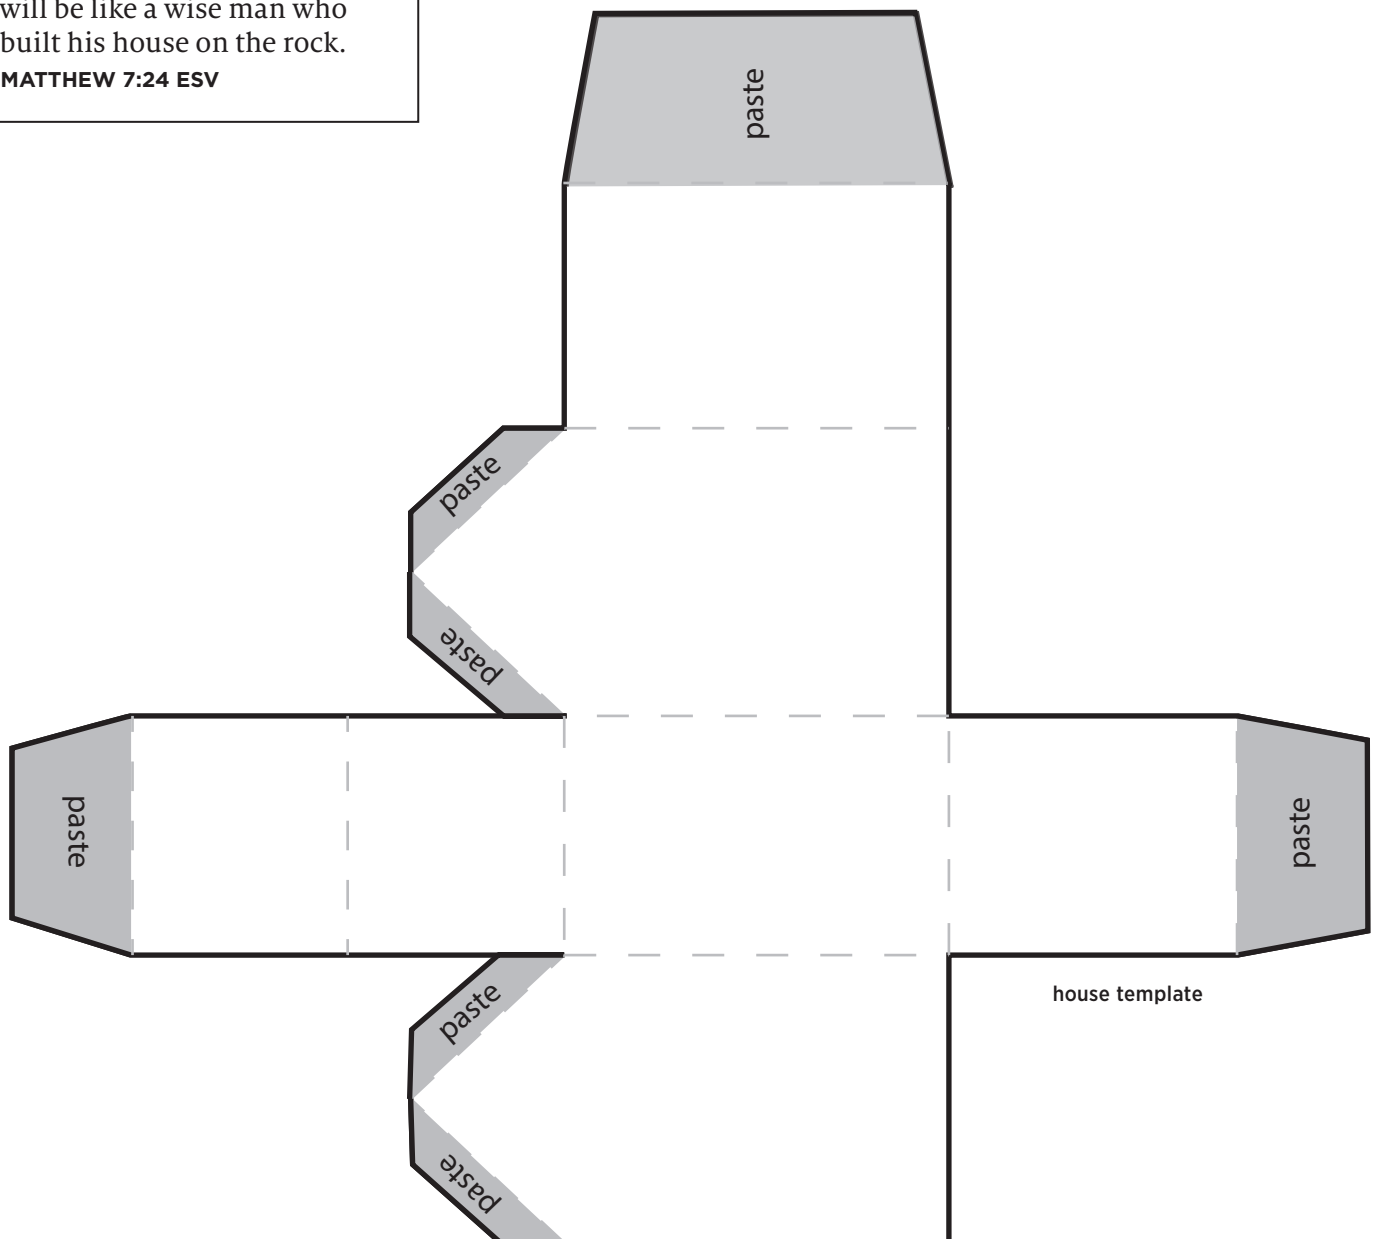 will be like a wise man who
built his house on the rock.
MATTHEW 7:24 ESV
paste
paste
paste
paste
paste
house template
paste
paste